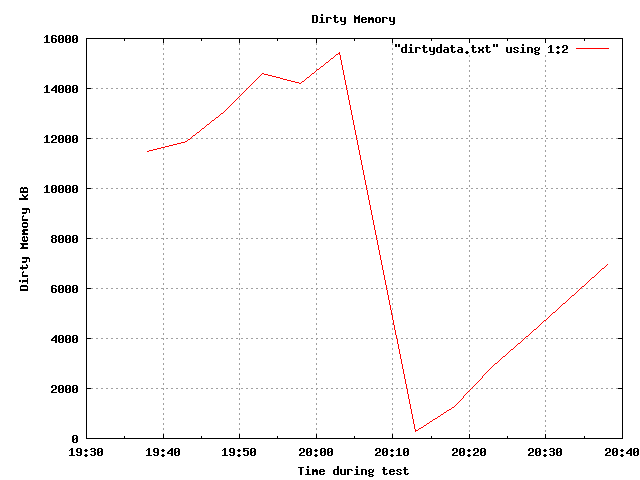 Dirty Memory
"dirtydata.txt" using 1:2
16000
14000
12000
10000
8000
6000
4000
2000
0
Dirty Memory kB
19:30 19:40 19:50 20:00 20:10 20:20 20:30 20:40
Time during test